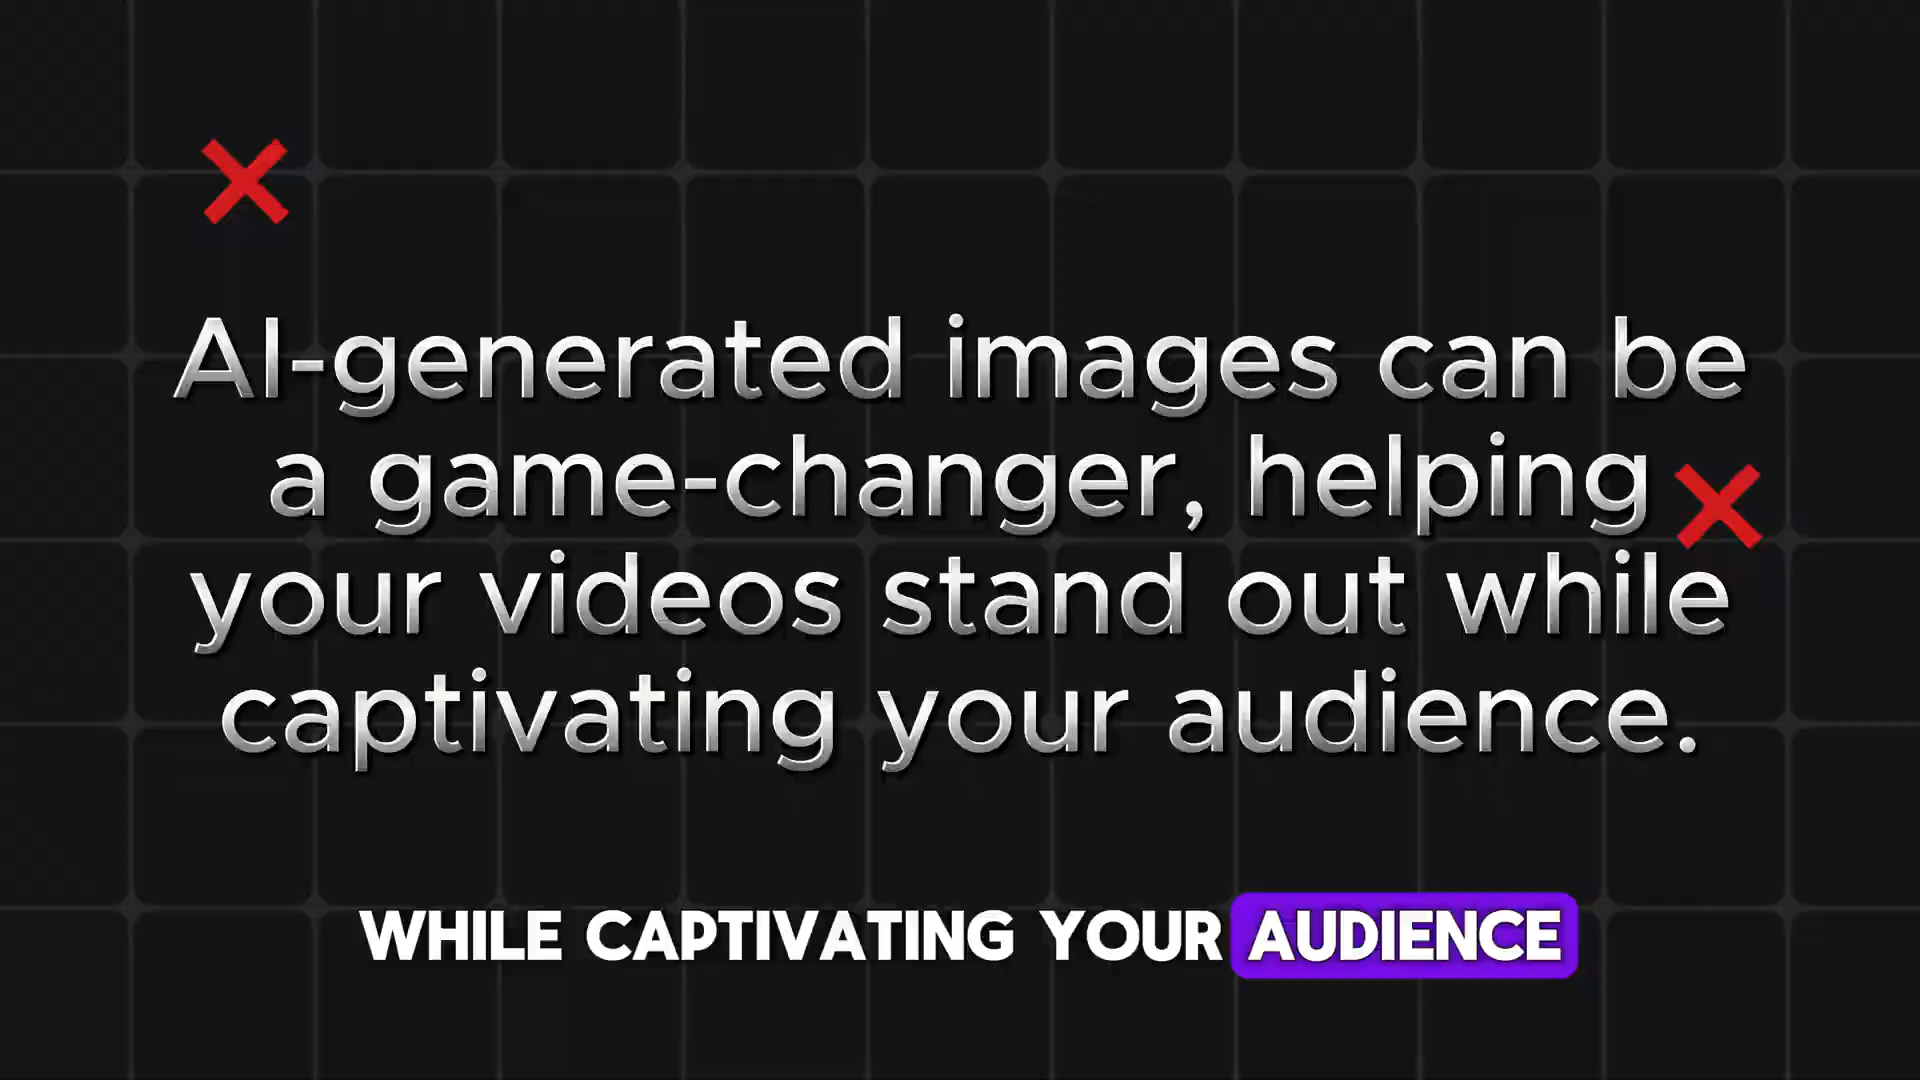 AI-generated images can be
a game-changer, helping
your videos stand out while
captivating your audience.
WHILE CAPTIVATING YOUR AUDIENCE